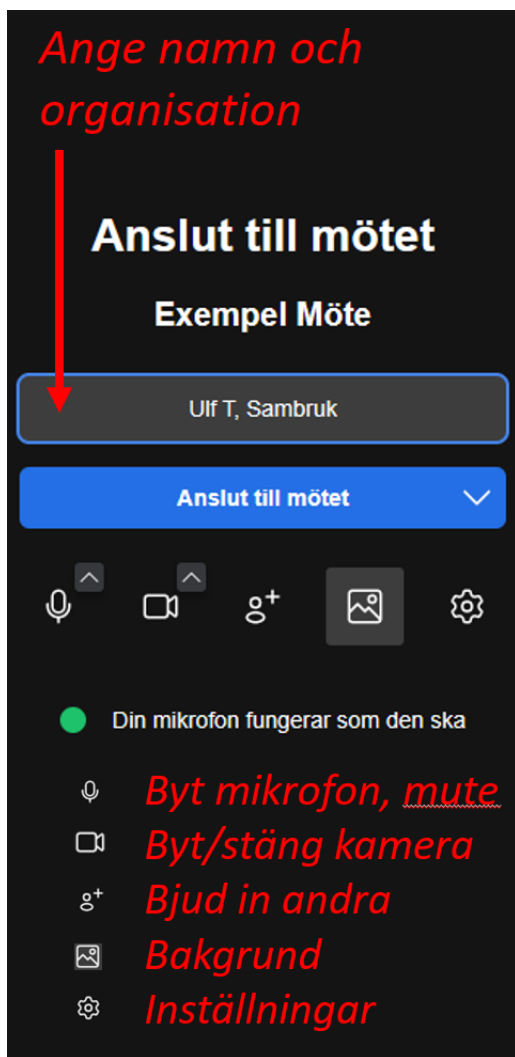 Ange namn och
organisation
Anslut till mötet
Exempel Möte
Ulf T, Sambruk
Anslut till mötet
Din mikrofon fungerar som den ska
Byt mikrofon, mute
Byt/stäng kamera
Bjud in andra
Bakgrund
Inställningar